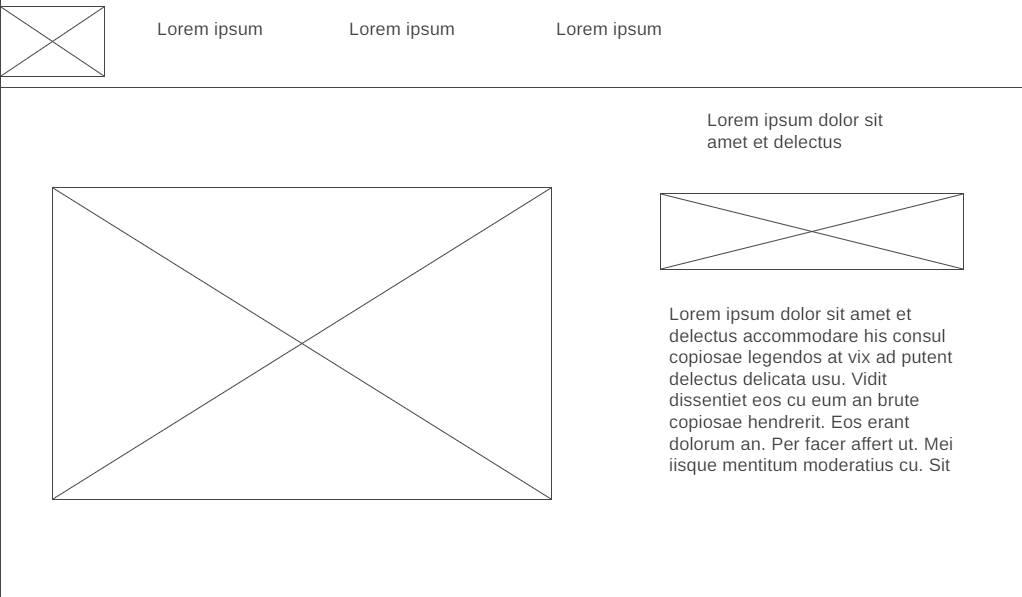 Lorem ipsum
Lorem ipsum
Lorem ipsum
Lorem ipsum dolor sit
amet et delectus
Lorem ipsum dolor sit amet et
delectus accommodare his consul
copiosae legendos at vix ad putent
delectus delicata usu. Vidit
dissentiet eos cu eum an brute
copiosae hendrerit. Eos erant
dolorum an. Per facer affert ut. Mei
iisque mentitum moderatius cu. Sit